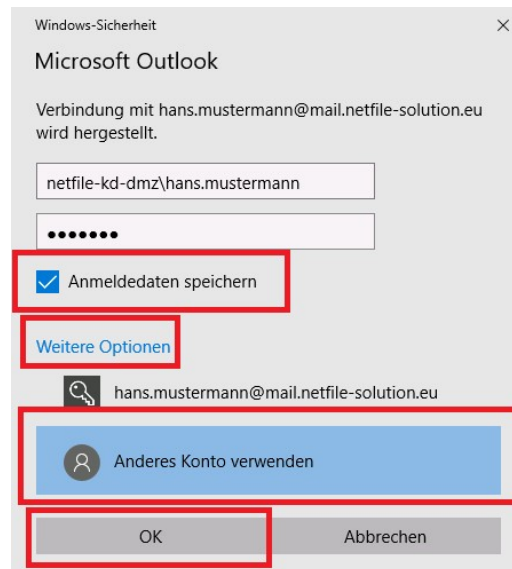 Windows-Sicherheit
Microsoft Outlook
Verbindung mit hans.mustermann@mail.netfile-solution.eu
wird hergestellt.
netfile-kd-dmz\hans.mustermann
•••••••
Anmeldedaten speichern
Weitere Optionen
hans.mustermann@mail.netfile-solution.eu
Anderes Konto verwenden
OK Abbrechen